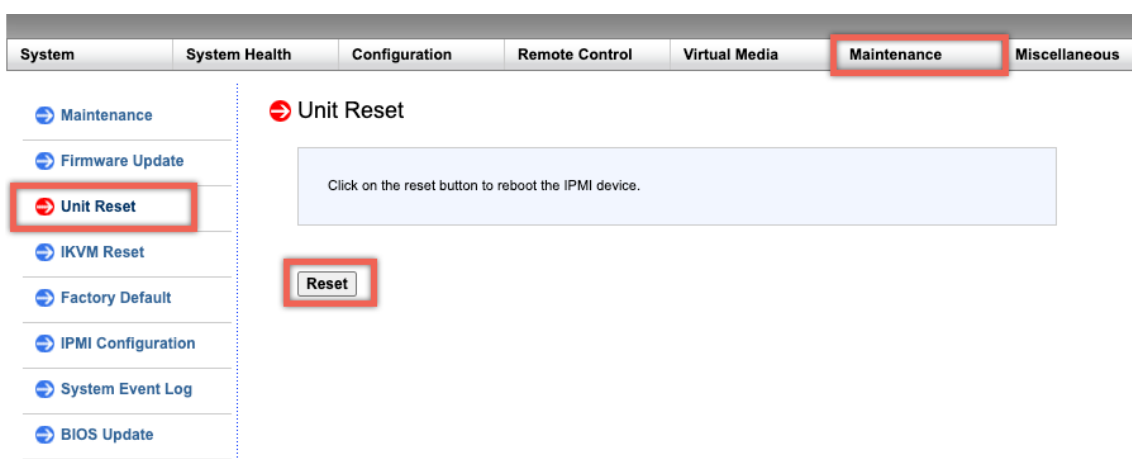 System System Health Configuration Remote Control Virtual Media Maintenance Miscellaneous
Maintenance
Firmware Update
Unit Reset
IKVM Reset
Factory Default
IPMI Configuration
System Event Log
BIOS Update
Unit Reset
Click on the reset button to reboot the IPMI device.
Reset